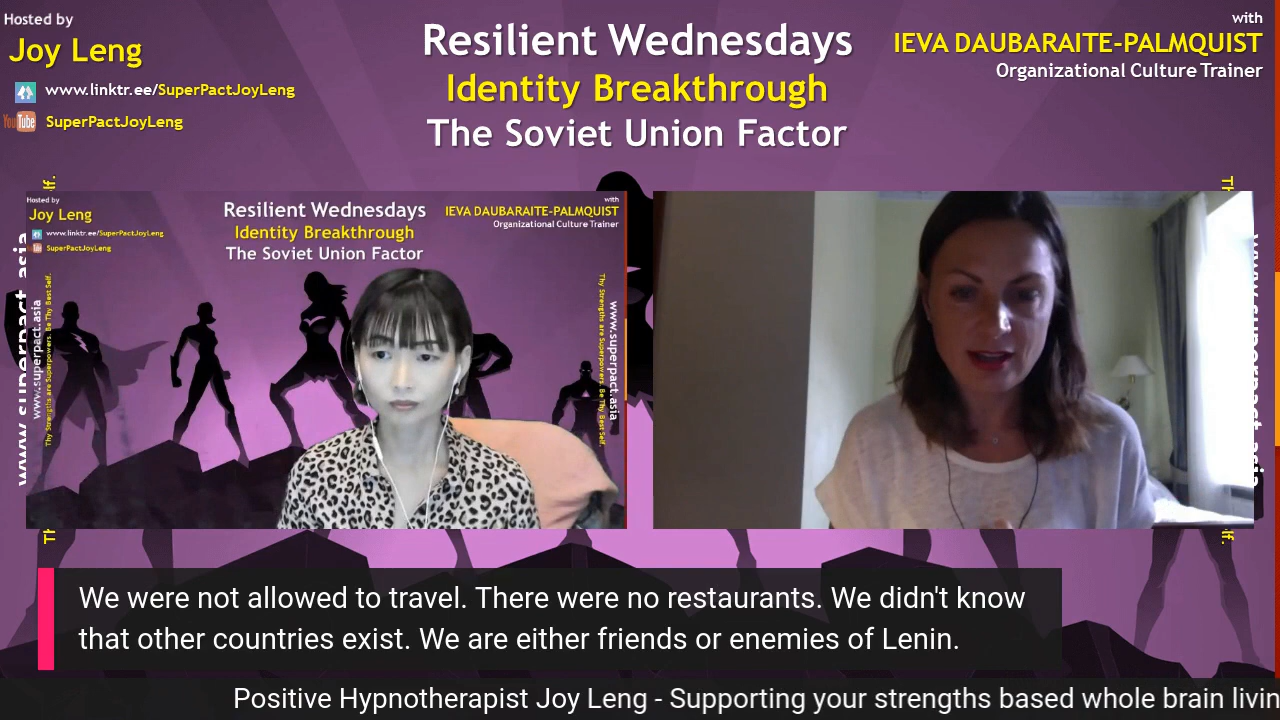 Hosted by
Joy Leng
www.linktr.ee/SuperPactJoyLeng
YouTube SuperPactJoyLeng
Resilient Wednesdays
Identity Breakthrough
The Soviet Union Factor
with
IEVA DAUBARAITE-PALMQUIST
Organizational Culture Trainer
Hosted by
Joy Leng
www.linktr.ee/SuperPactJoyLeng
SuperPactJoyLeng
Resilient Wednesdays
Identity Breakthrough
The Soviet Union Factor
with
IEVA DAUBARAITE-PALMQUIST
Organizational Culture Trainer
www.superpact.asia
Thy Strengths are Superpowers. Be Thy Best Self.
www.superpact.asia
Thy Strengths are Superpowers. Be Thy Best Self.
www.superpact.asia
We were not allowed to travel. There were no restaurants. We didn't know
that other countries exist. We are either friends or enemies of Lenin.
Positive Hypnotherapist Joy Leng - Supporting your strengths based whole brain livin